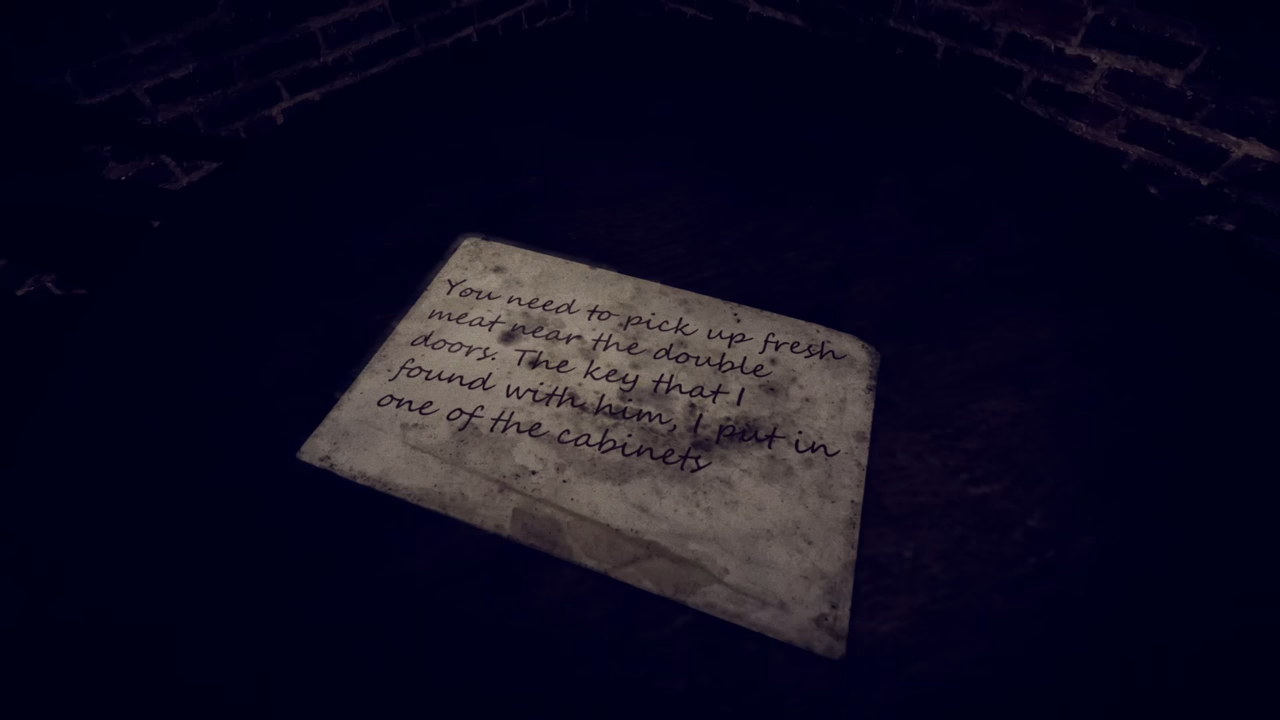 You need to pick up fresh
meat near the double
doors. The key that I
found with him, I put in
one of the cabinets